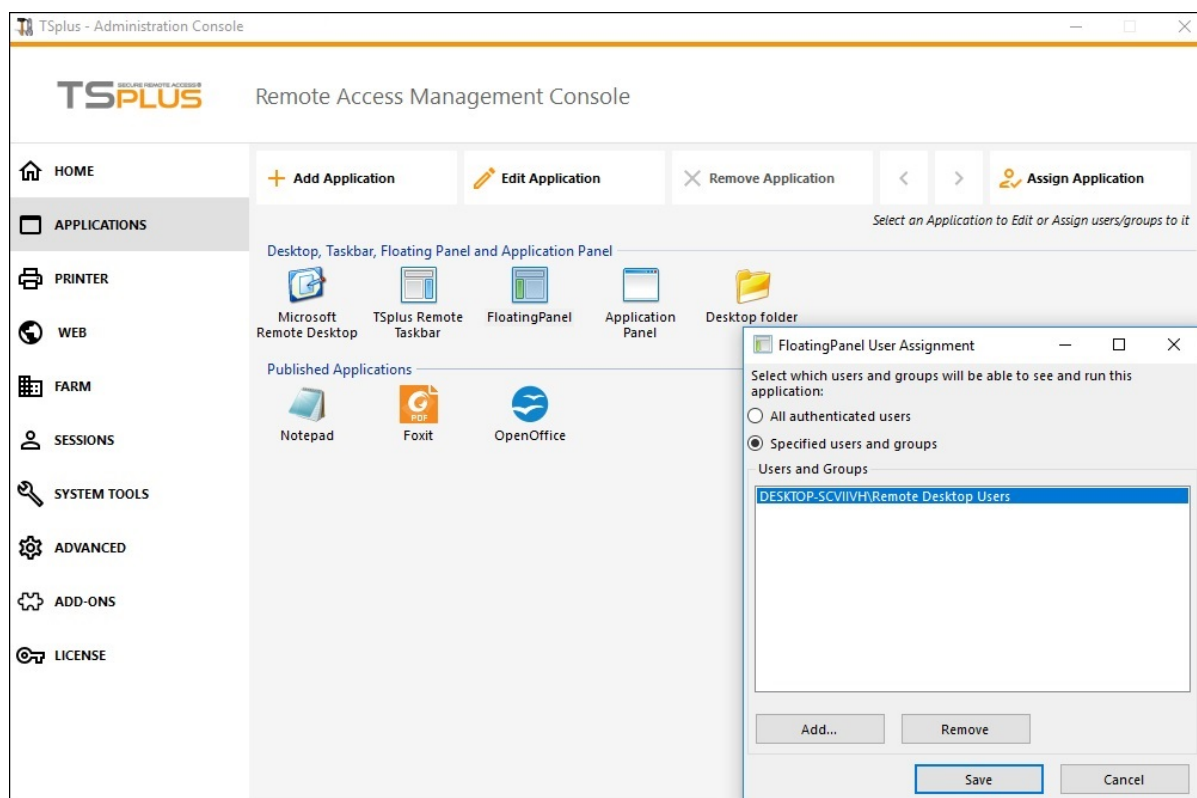 TSplus - Administration Console
TSPLUS
SECURE REMOTE ACCESS®
Remote Access Management Console
HOME
APPLICATIONS
PRINTER
WEB
FARM
SESSIONS
SYSTEM TOOLS
ADVANCED
ADD-ONS
LICENSE
Add Application
Edit Application
Remove Application
Assign Application
Select an Application to Edit or Assign users/groups to it
Desktop, Taskbar, Floating Panel and Application Panel
Microsoft
Remote Desktop
TSplus Remote
Taskbar
FloatingPanel
Application
Panel
Desktop folder
Published Applications
Notepad
PDF
Foxit
OpenOffice
FloatingPanel User Assignment
Select which users and groups will be able to see and run this
application:
All authenticated users
Specified users and groups
Users and Groups
DESKTOP-SCVIIVH\Remote Desktop Users
Add...
Remove
Save
Cancel